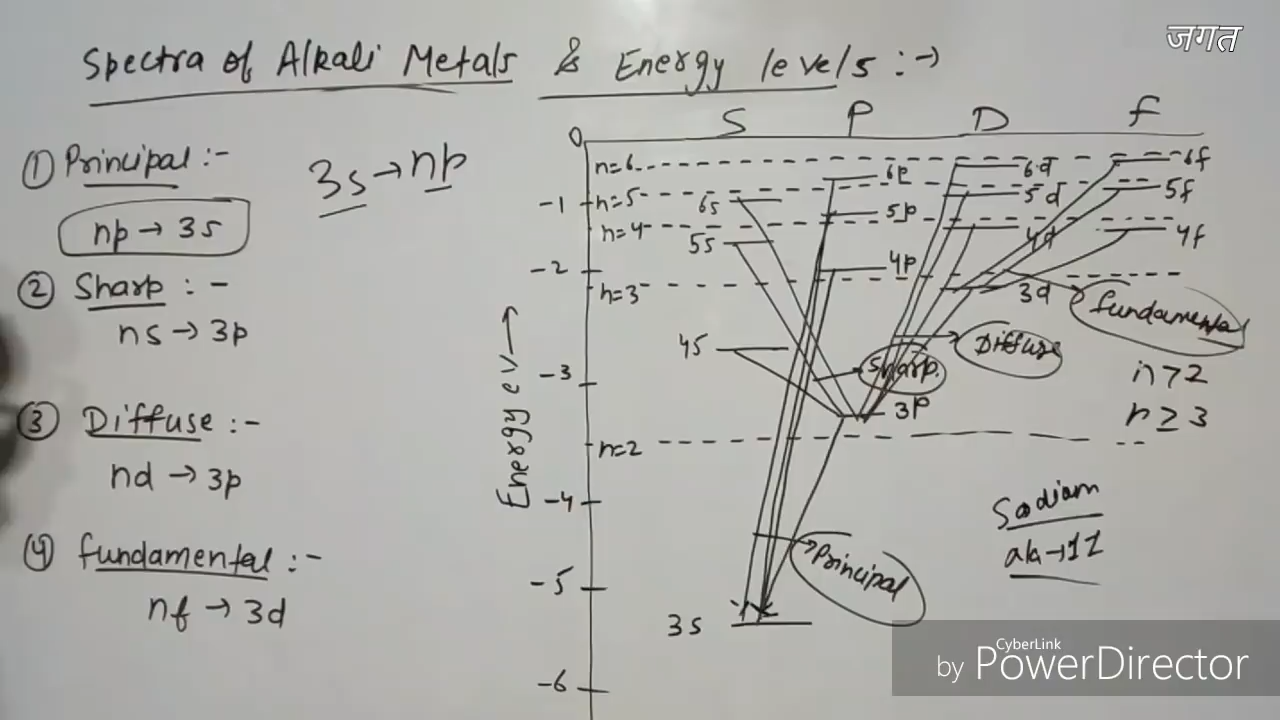 जगत
Spectra of Alkali Metals & Energy levels :→
① Principal :-
np → 3s
3s → np
② Sharp : -
ns → 3p
③ Diffuse :-
nd → 3p
④ fundamental :-
nf → 3d
S P D f
0
n=6
6p 6d 6f
-1
n=5
6s
5p 5d 5f
n=4
5s
4d 4f
-2
4p
n=3
3d
fundamental
Energy ev →
4s
Diffuse
-3
Sharp.
n>2
3p
n ≥ 3
n=2
-4
Sodium
→11
Principal
-5
3s
-6
CyberLink
by PowerDirector